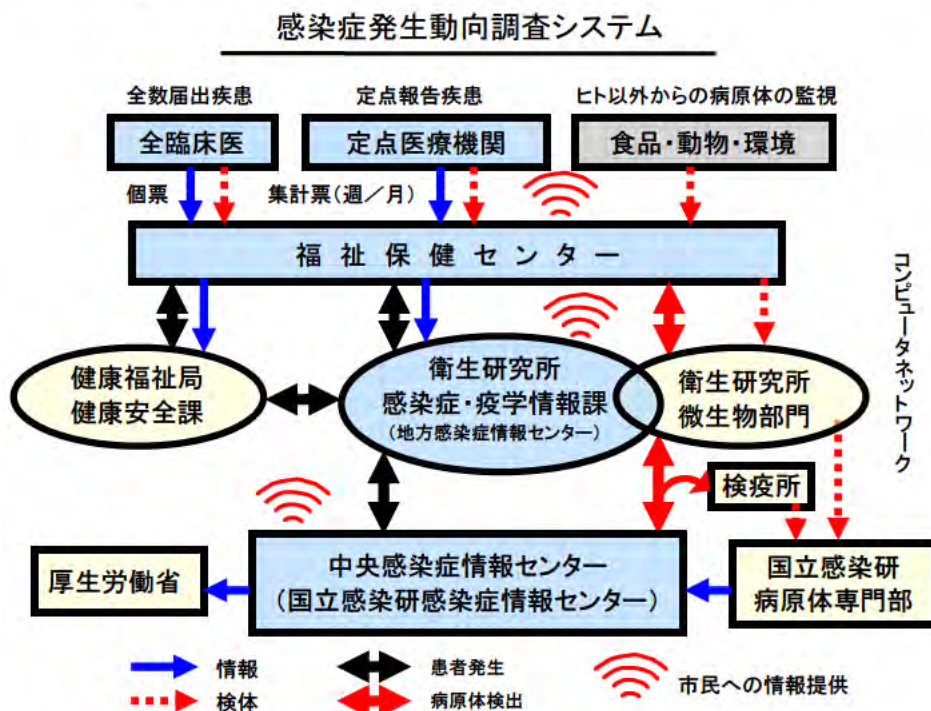 感染症発生動向調査システム
全数届出疾患
定点報告疾患
ヒト以外からの病原体の監視
全臨床医
定点医療機関
食品・動物・環境
個票
集計票(週/月)
福祉保健センター
コンピュータネットワーク
健康福祉局
健康安全課
衛生研究所
感染症・疫学情報課
(地方感染症情報センター)
衛生研究所
微生物部門
検疫所
厚生労働省
中央感染症情報センター
(国立感染研感染症情報センター)
国立感染研
病原体専門部
情報
検体
患者発生
病原体検出
市民への情報提供